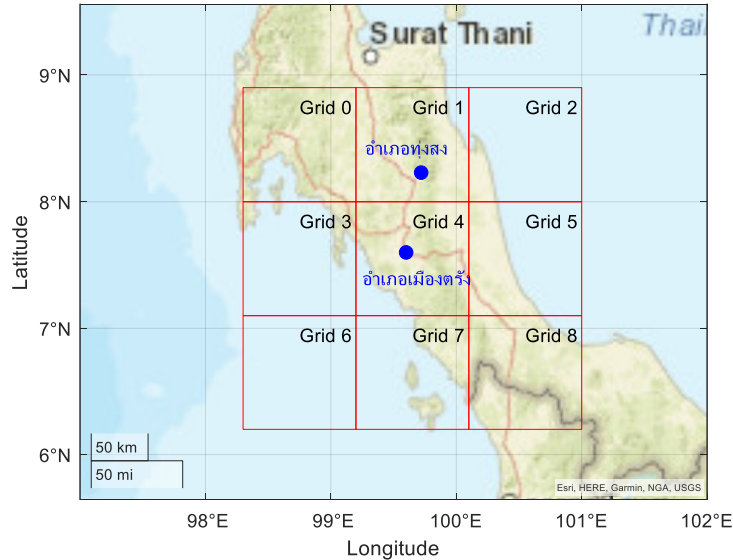 Surat Thani
Thai
9°N
Grid 0
Grid 1
Grid 2
อำเภอทุ่งสง
8°N
Grid 3
Grid 4
Grid 5
อำเภอเมืองตรัง
7°N
Grid 6
Grid 7
Grid 8
50 km
50 mi
6°N
Esri, HERE, Garmin, NGA, USGS
98°E
99°E
100°E
101°E
102°E
Longitude
Latitude